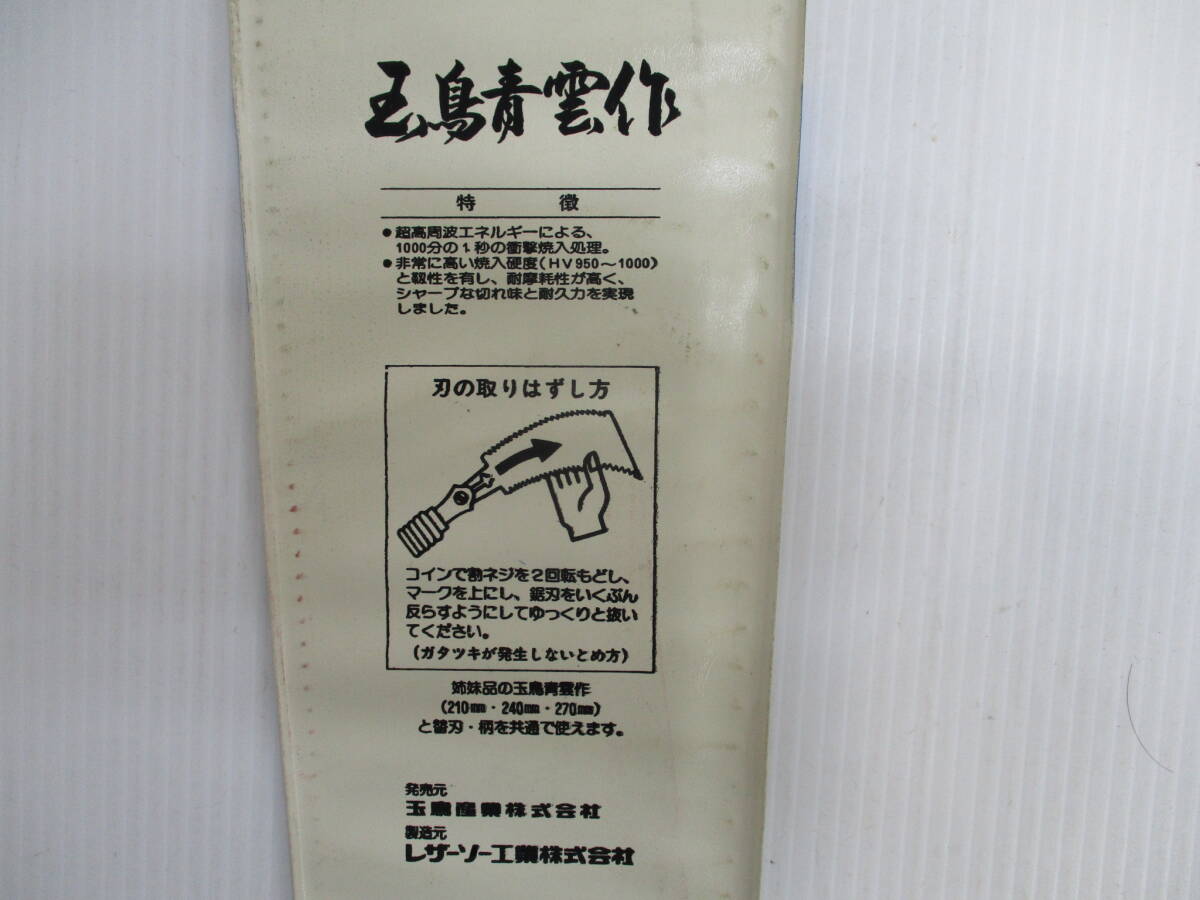 玉鳥青雲作
特 徴
●超高周波エネルギーによる、
1000分の1秒の衝撃焼入処理。
●非常に高い焼入硬度(HV950〜1000)
と靱性を有し、耐摩耗性が高く、
シャープな切れ味と耐久力を実現
しました。
刃の取りはずし方
コインで割ネジを2回転もどし、
マークを上にし、鋸刃をいくぶん
反らすようにしてゆっくりと抜い
てください。
(ガタツキが発生しないとめ方)
姉妹品の玉鳥青雲作
(210mm・240mm・270mm)
と替刃・柄を共通で使えます。
発売元
玉鳥産業株式会社
製造元
レザーソー工業株式会社